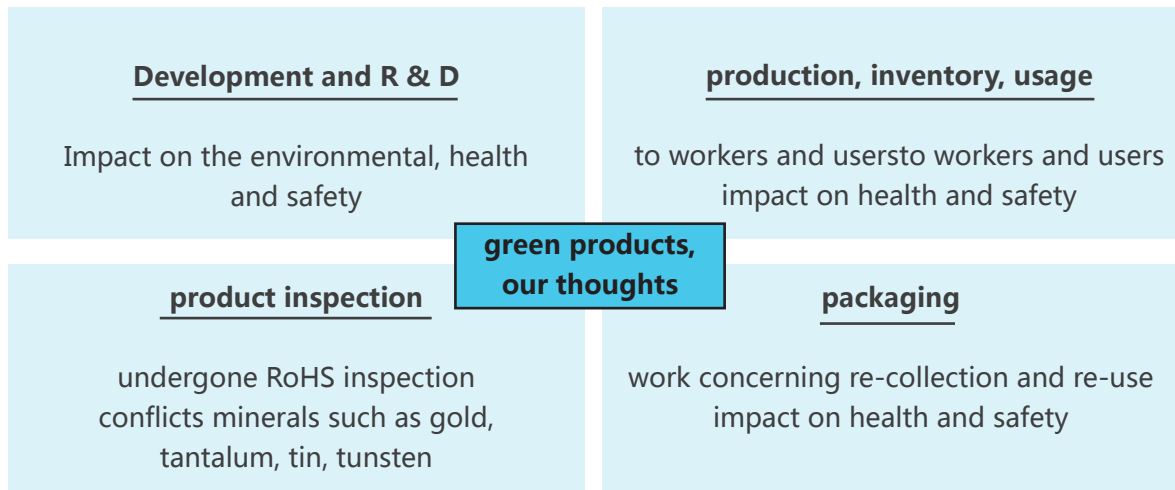 Development and R & D
Impact on the environmental, health
and safety
production, inventory, usage
to workers and usersto workers and users
impact on health and safety
green products,
our thoughts
product inspection
undergone RoHS inspection
conflicts minerals such as gold,
tantalum, tin, tunsten
packaging
work concerning re-collection and re-use
impact on health and safety